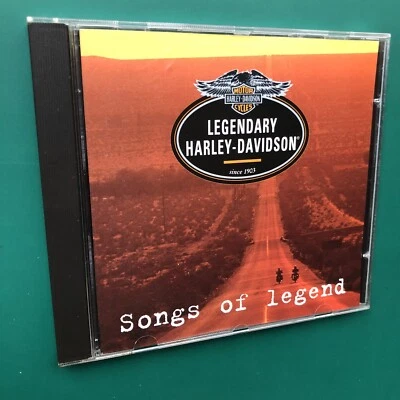 MOTOR
HARLEY-DAVIDSON
CYCLES
LEGENDARY
HARLEY-DAVIDSON®
since 1903
Songs of legend